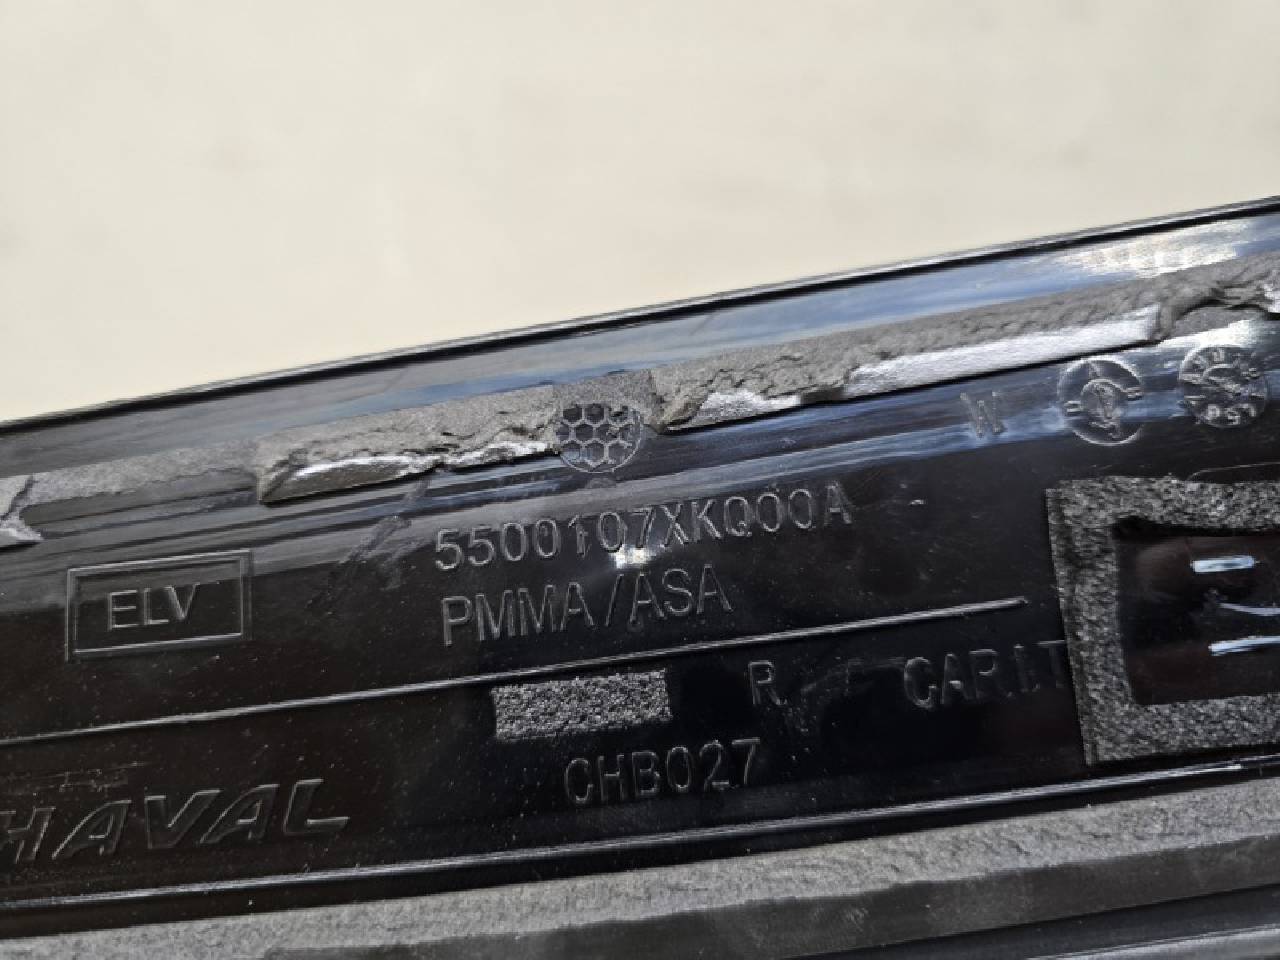 M
5500107XKQ00A
PMMA/ASA
ELV
R
CAR.I.T
CHB027
HAVAL